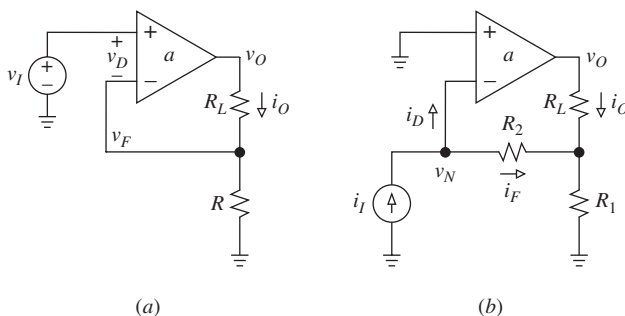 +
v_D
−
v_I
+
−
+
−
a
v_O
R_L
i_O
v_F
R
(a)
+
−
a
v_O
R_L
i_O
i_D
R_2
v_N
i_F
i_I
R_1
(b)